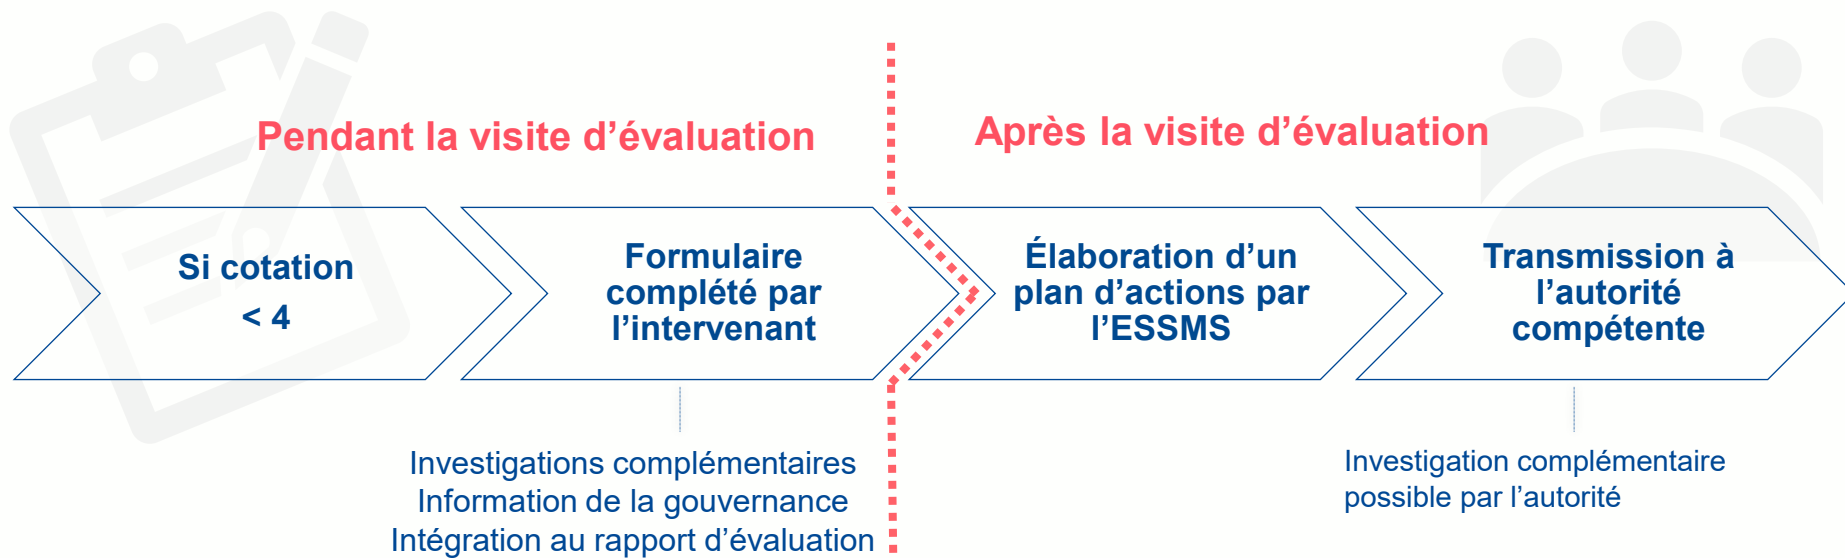 Pendant la visite d’évaluation
Après la visite d’évaluation
Si cotation
< 4
Formulaire
complété par
l’intervenant
Élaboration d’un
plan d’actions par
l’ESSMS
Transmission à
l’autorité
compétente
Investigations complémentaires
Information de la gouvernance
Intégration au rapport d’évaluation
Investigation complémentaire
possible par l’autorité